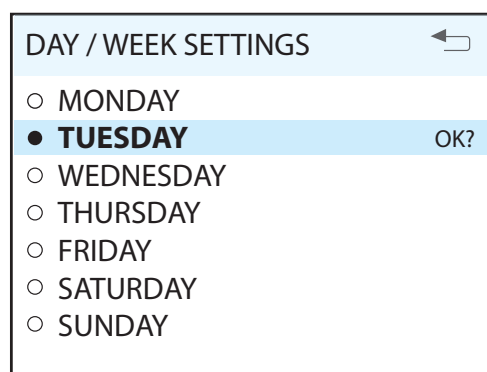 DAY / WEEK SETTINGS
MONDAY
TUESDAY OK?
WEDNESDAY
THURSDAY
FRIDAY
SATURDAY
SUNDAY